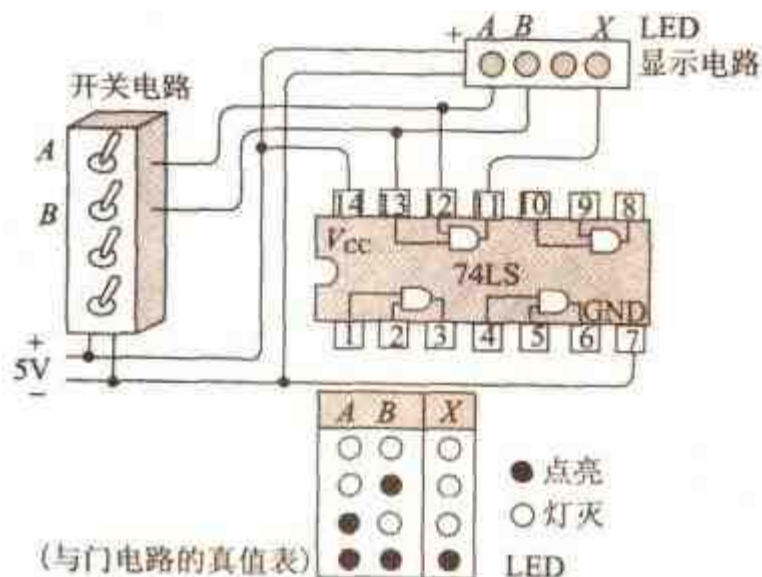 + A B X LED
显示电路
开关电路
A
B
14 13 12 11 10 9 8
VCC
74LS
GND
1 2 3 4 5 6 7
+
5V
−
A B X
●点亮
○灯灭
(与门电路的真值表)
LED